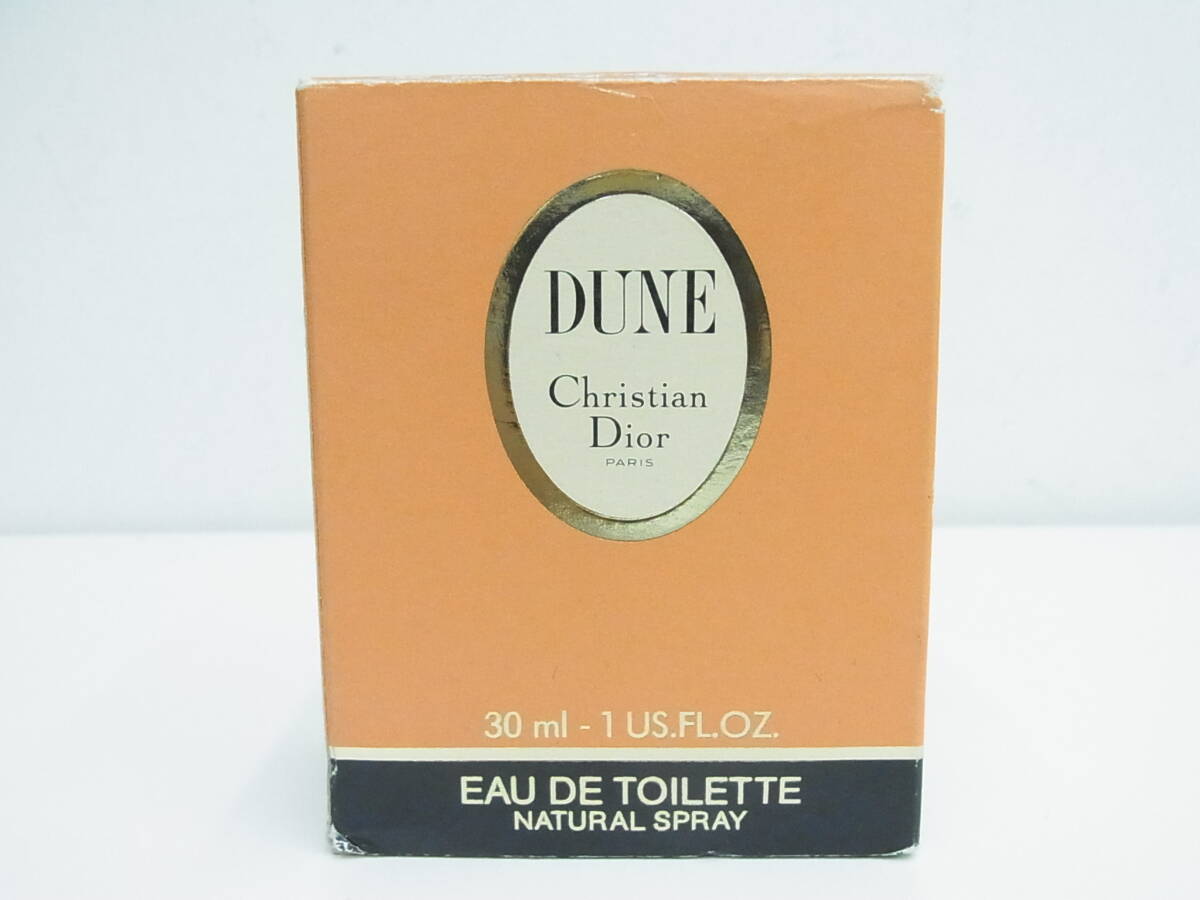 DUNE
Christian
Dior
PARIS
30 ml - 1 US.FL.OZ.
EAU DE TOILETTE
NATURAL SPRAY